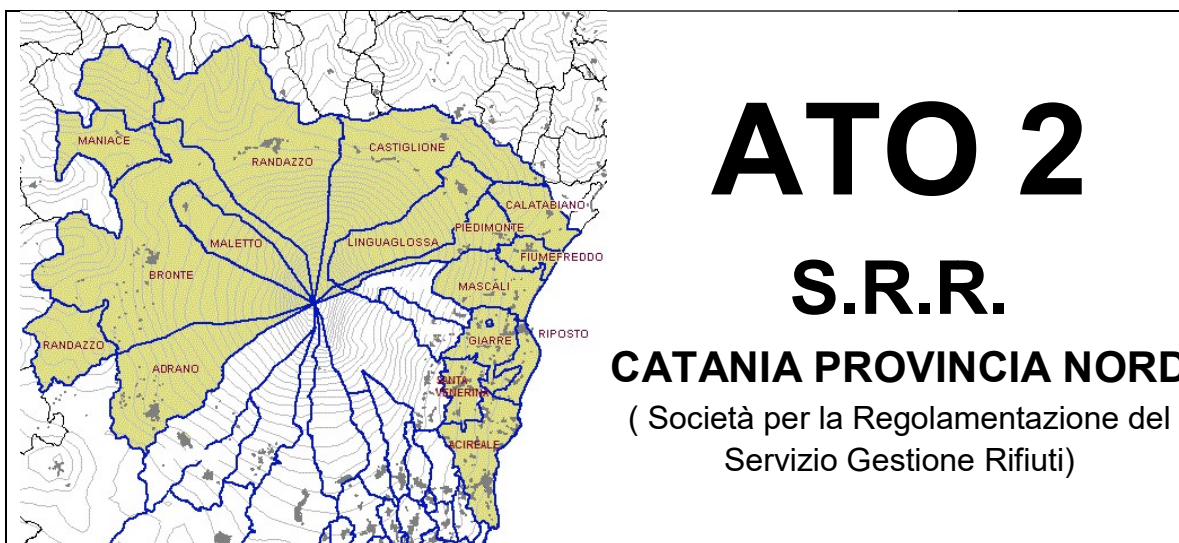 MANIACE
RANDAZZO
CASTIGLIONE
CALATABIANO
PIEDIMONTE
MALETTO
LINGUAGLOSSA
FIUMEFREDDO
BRONTE
MASCALI
RIPOSTO
GIARRE
RANDAZZO
ADRANO
SANTA
VENERINA
ACIREALE
ATO 2
S.R.R.
CATANIA PROVINCIA NORD
( Società per la Regolamentazione del
Servizio Gestione Rifiuti)